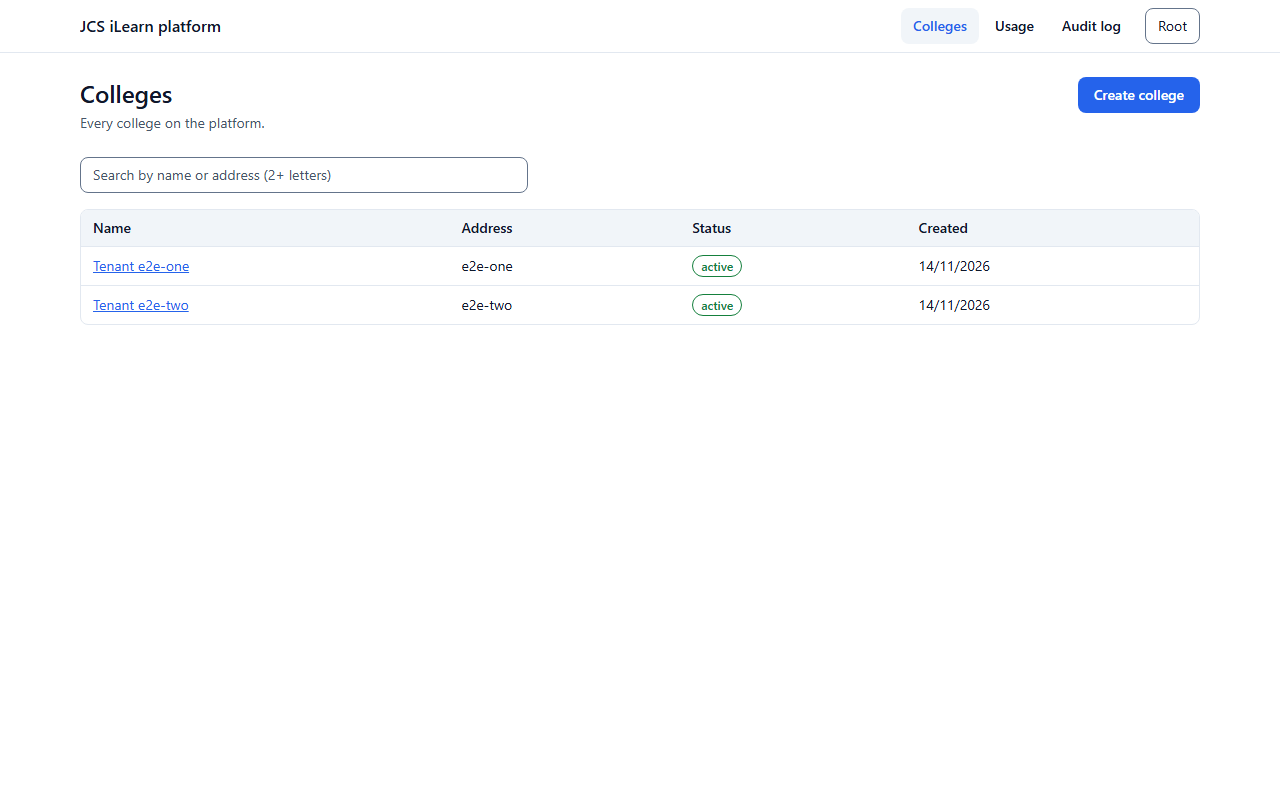 JCS iLearn platform
Colleges
Usage
Audit log
Root
Colleges
Create college
Every college on the platform.
Search by name or address (2+ letters)
Name Address Status Created
Tenant e2e-one e2e-one active 14/11/2026
Tenant e2e-two e2e-two active 14/11/2026